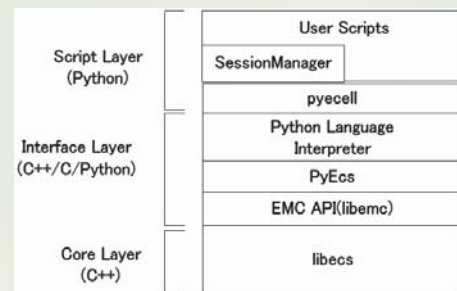 User Scripts
Script Layer
(Python)
SessionManager
pyecell
Interface Layer
(C++/C/Python)
Python Language
Interpreter
PyEcs
EMC API(libemc)
Core Layer
(C++)
libecs